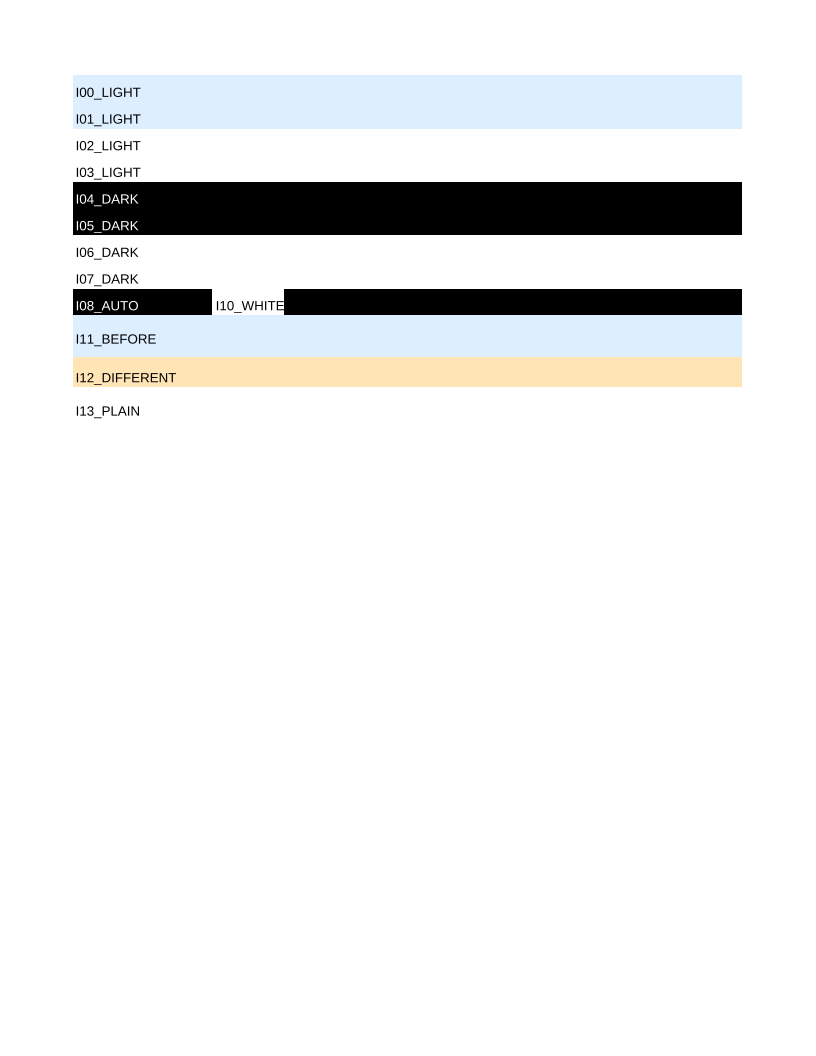 I00_LIGHT
I01_LIGHT
I02_LIGHT
I03_LIGHT
I04_DARK
I05_DARK
I06_DARK
I07_DARK
I08_AUTO I10_WHITE
I11_BEFORE
I12_DIFFERENT
I13_PLAIN